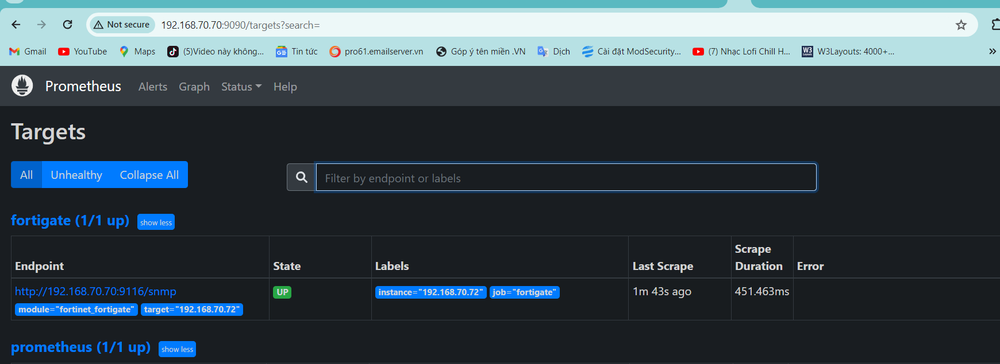 Not secure 192.168.70.70:9090/targets?search=
Gmail YouTube Maps (5)Video này không... Tin tức pro61.emailserver.vn Góp ý tên miền .VN Dịch Cài đặt ModSecurity... (7) Nhạc Lofi Chill H... W3 Layouts W3Layouts: 4000+... »
Prometheus Alerts Graph Status Help
Targets
All Unhealthy Collapse All Filter by endpoint or labels
fortigate (1/1 up) show less
Endpoint State Labels Last Scrape Scrape Duration Error
http://192.168.70.70:9116/snmp UP instance="192.168.70.72" job="fortigate" 1m 43s ago 451.463ms
module="fortinet_fortigate" target="192.168.70.72"
prometheus (1/1 up) show less